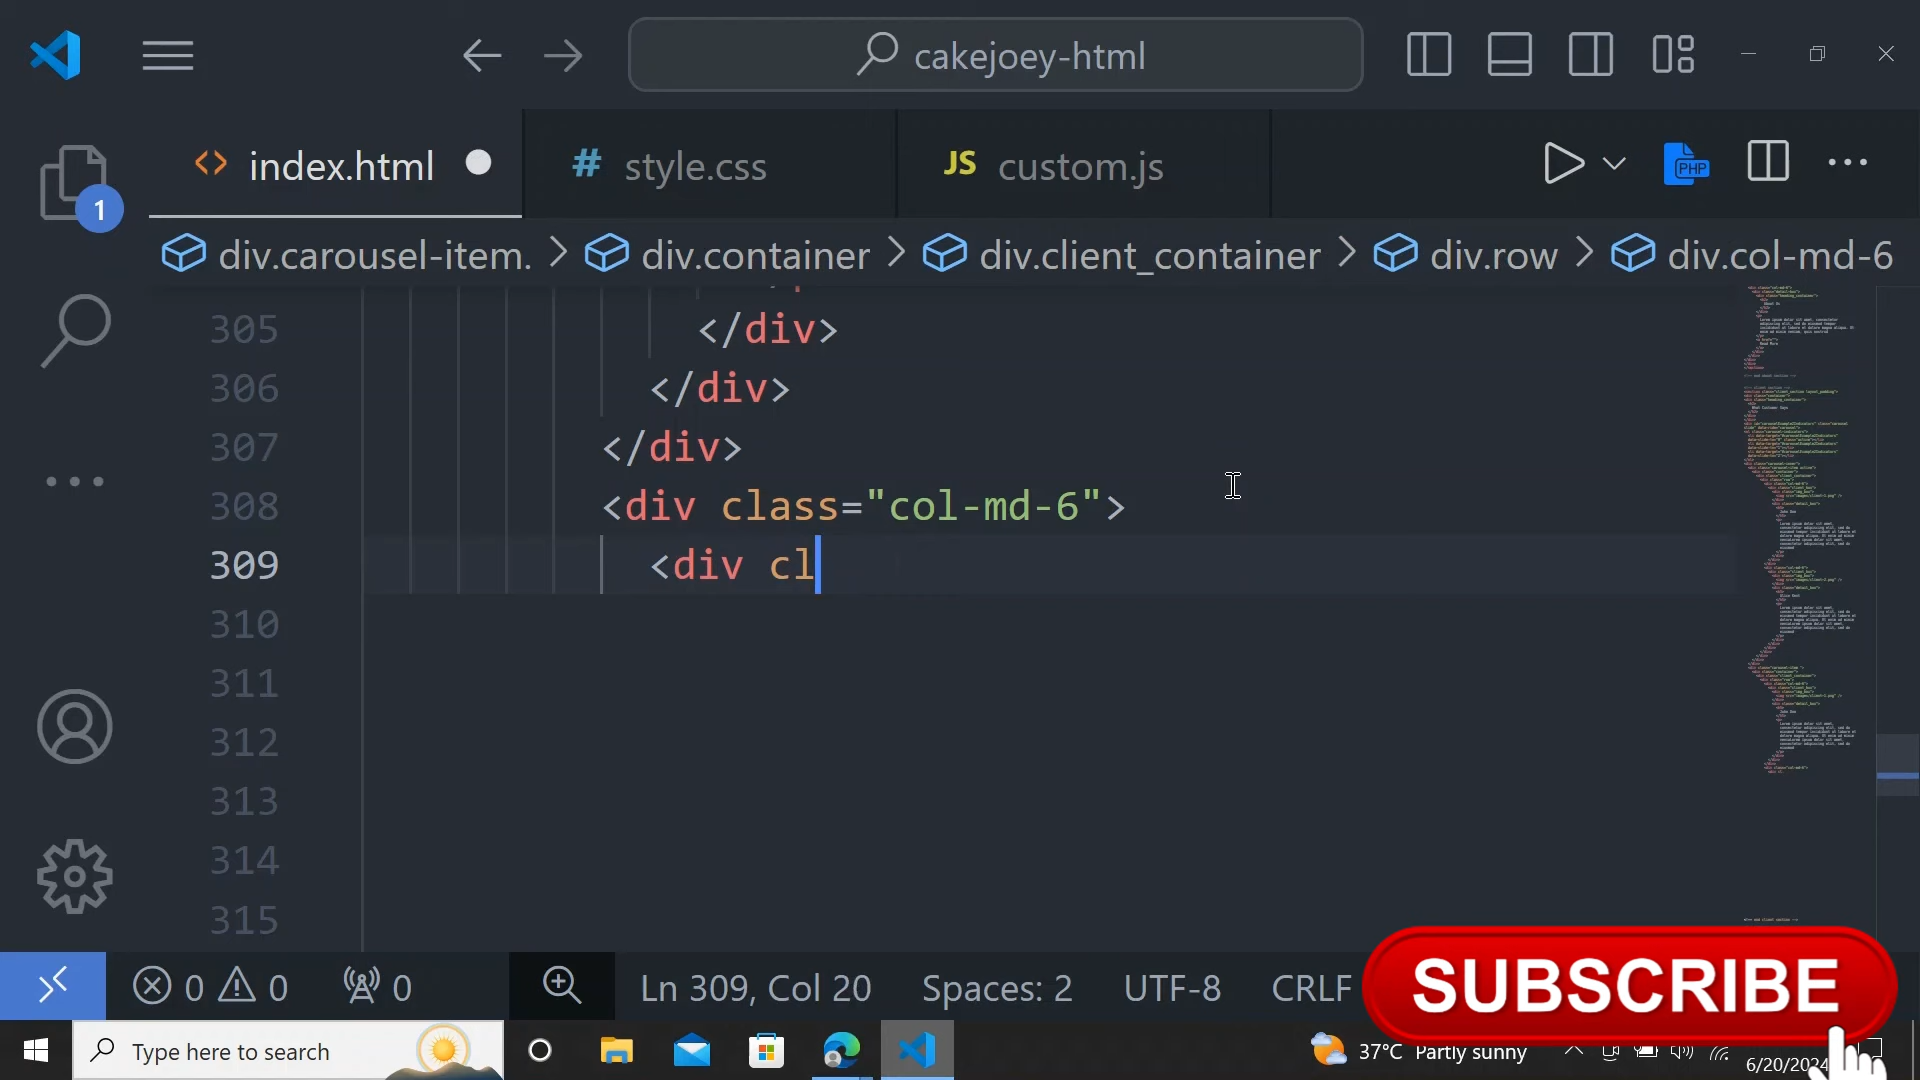 cakejoey-html
index.html
# style.css
JS custom.js
PHP
1
div.carousel-item. > div.container > div.client_container > div.row > div.col-md-6
305 </div>
306 </div>
307 </div>
308 <div class="col-md-6">
309 <div cl
310
311
312
313
314
315
0 0 0 Ln 309, Col 20 Spaces: 2 UTF-8 CRLF
SUBSCRIBE
Type here to search
37°C Partly sunny
6/20/2024